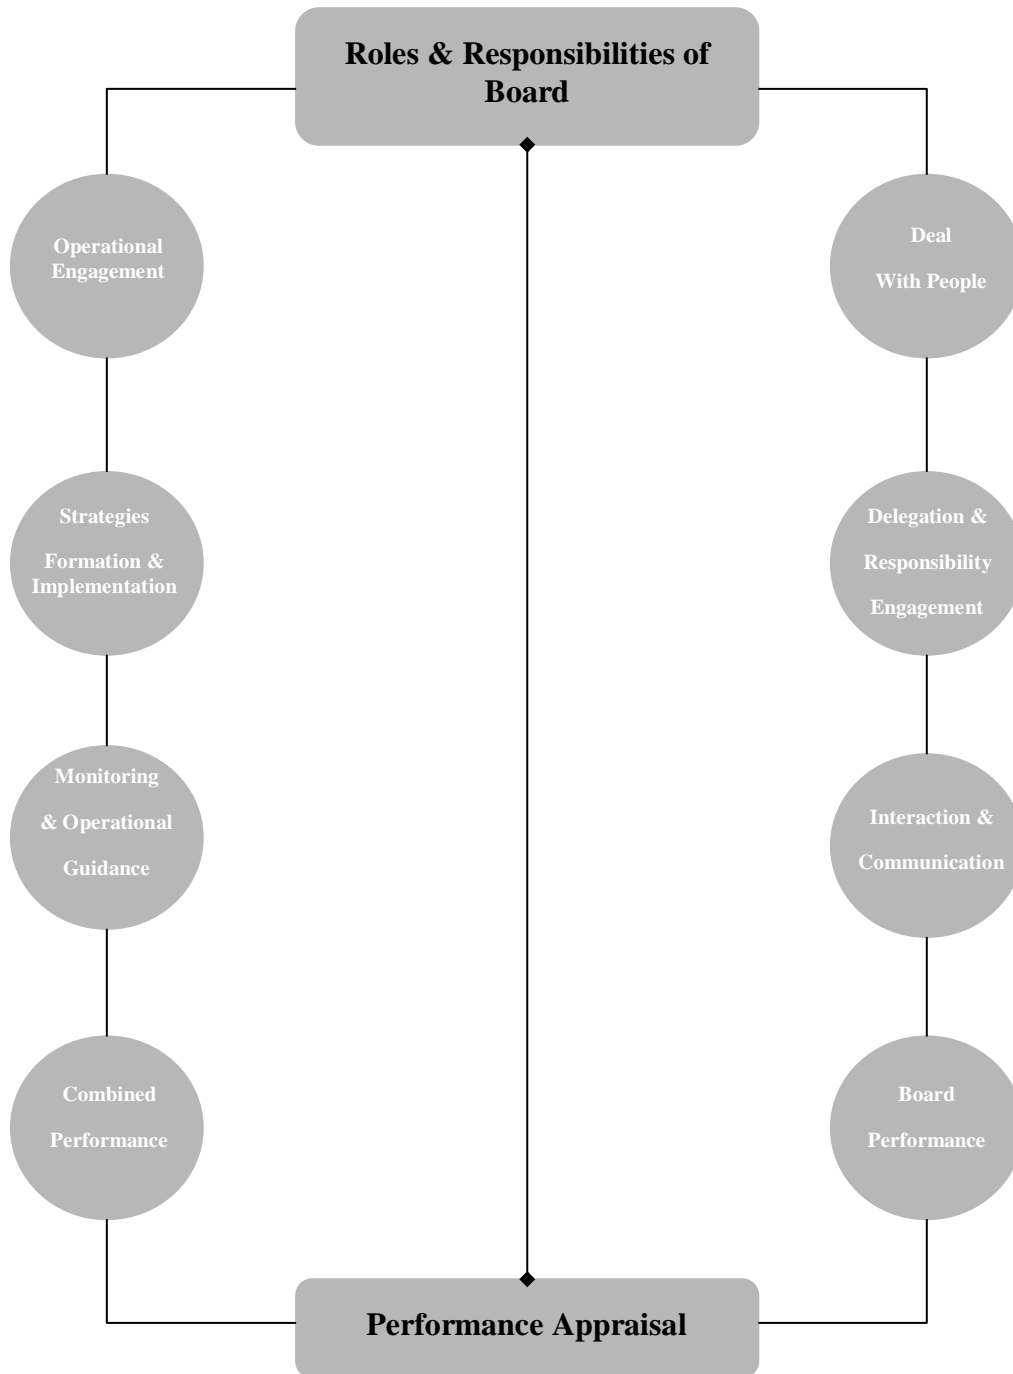 Roles & Responsibilities of
Board
Operational
Engagement
Strategies
Formation &
Implementation
Monitoring
& Operational
Guidance
Combined
Performance
Deal
With People
Delegation &
Responsibility
Engagement
Interaction &
Communication
Board
Performance
Performance Appraisal